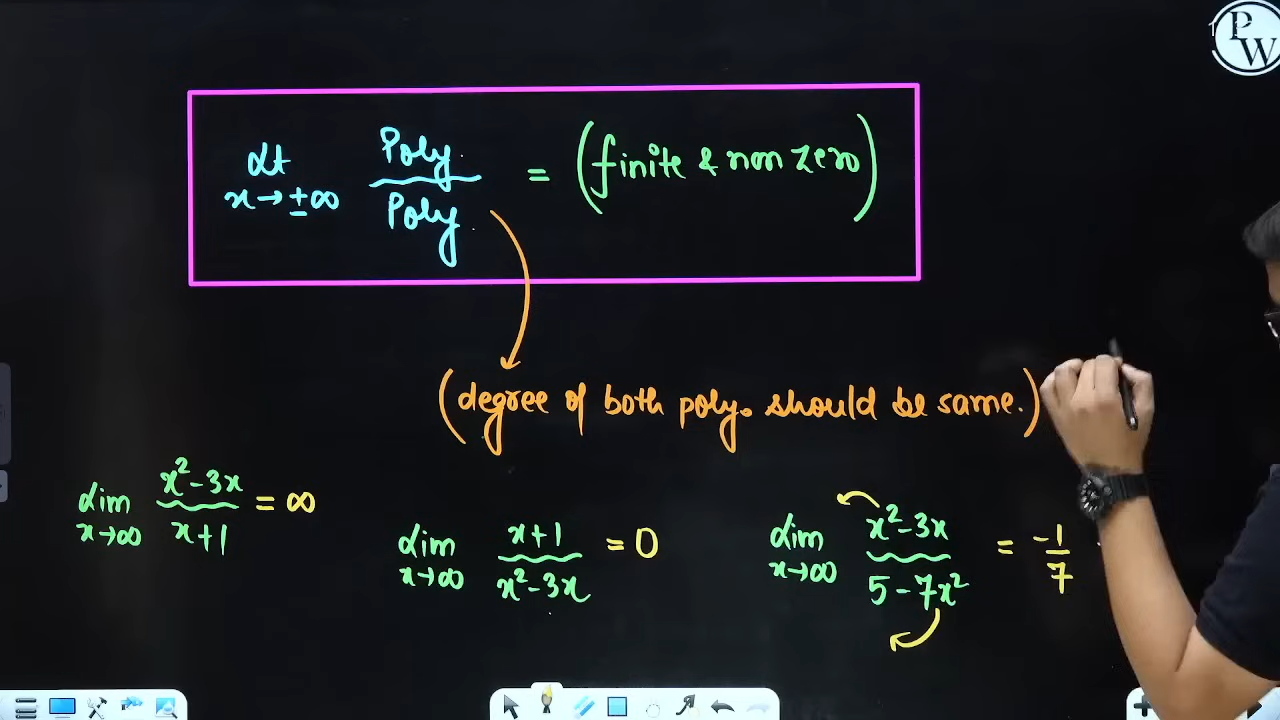 PW
Lt x→±∞ Poly. / Poly. = (finite & non zero)
(degree of both poly. should be same.)
Lim x→∞ x²-3x / x+1 = ∞
Lim x→∞ x+1 / x²-3x = 0
Lim x→∞ x²-3x / 5-7x² = -1/7